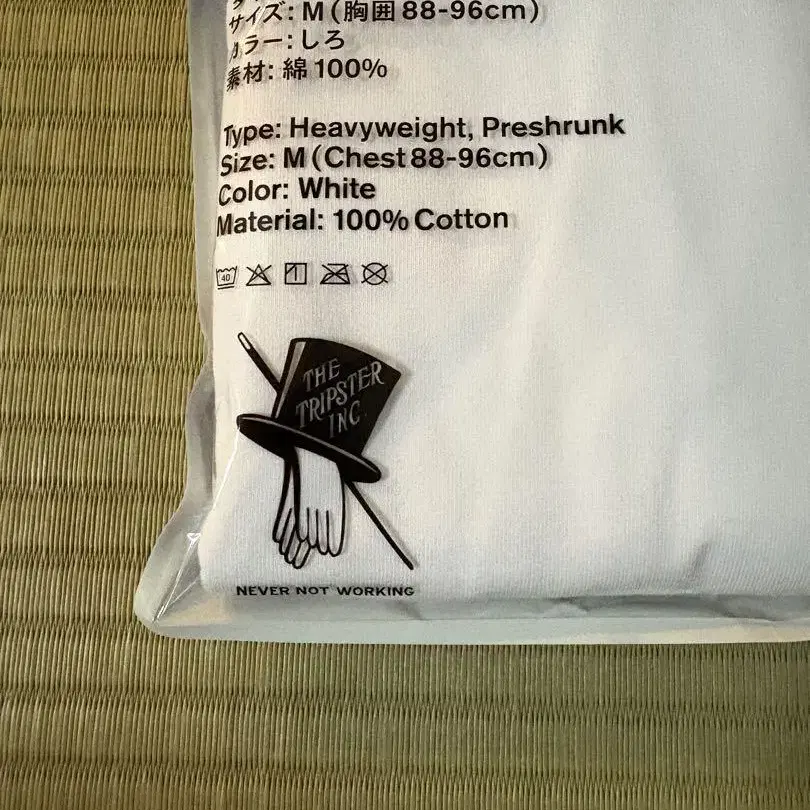 サイズ: M (胸囲 88-96cm)
カラー: しろ
素材: 綿 100%
Type: Heavyweight, Preshrunk
Size: M (Chest 88-96cm)
Color: White
Material: 100% Cotton
40
THE
TRIPSTER
INC.
NEVER NOT WORKING